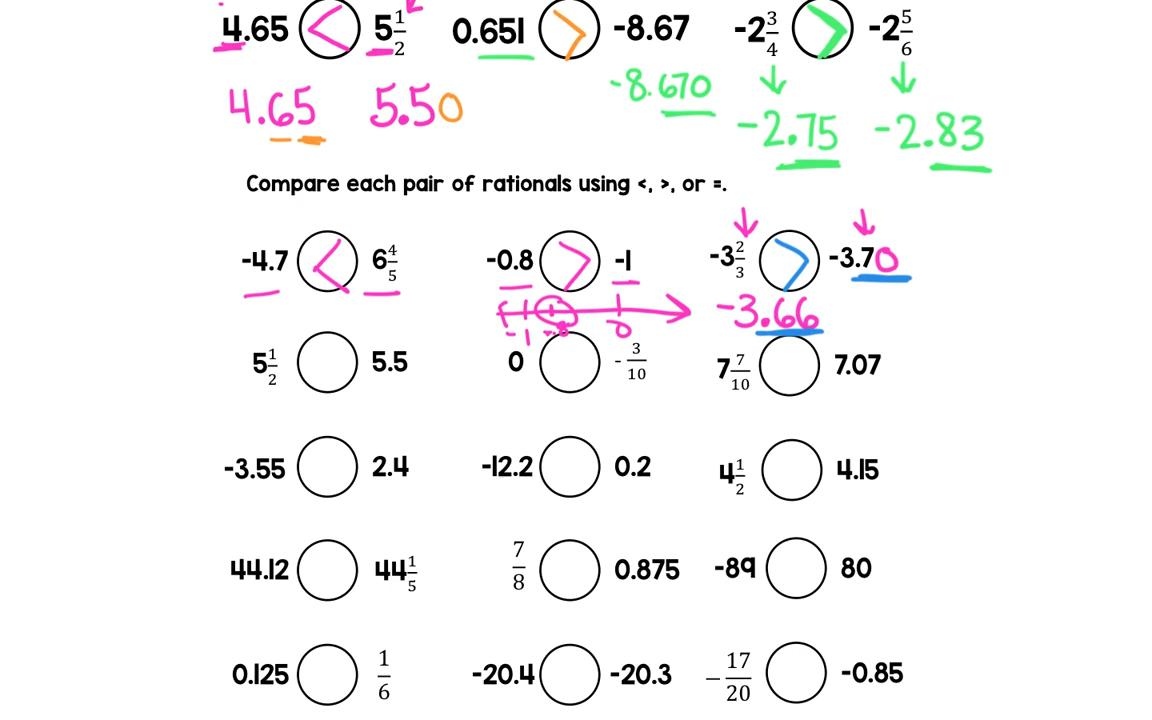 4.65 < 5 1/2 0.651 > -8.67 -2 3/4 > -2 5/6
4.65 5.50 -8.670 -2.75 -2.83
Compare each pair of rationals using <, >, or =.
-4.7 < 6 4/5 -0.8 > -1 -3 2/3 > -3.70
-1 -.8 0 -3.66
5 1/2 5.5 0 -3/10 7 7/10 7.07
-3.55 2.4 -12.2 0.2 4 1/2 4.15
44.12 44 1/5 7/8 0.875 -89 80
0.125 1/6 -20.4 -20.3 -17/20 -0.85